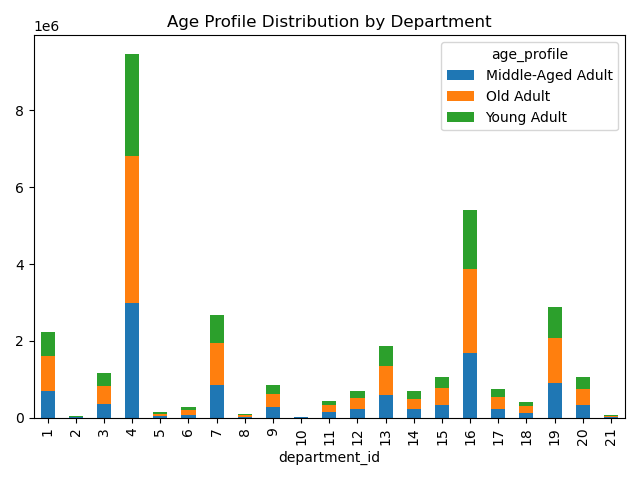 Age Profile Distribution by Department
1e6
age_profile
Middle-Aged Adult
Old Adult
Young Adult
8
6
4
2
0
1 2 3 4 5 6 7 8 9 10 11 12 13 14 15 16 17 18 19 20 21
department_id